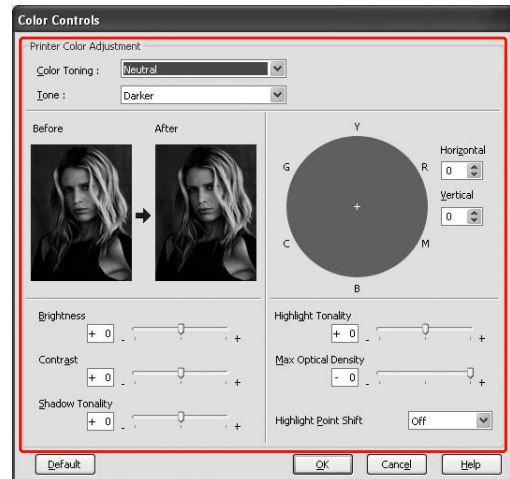 Color Controls
Printer Color Adjustment
Color Toning : Neutral
Tone : Darker
Before After
Y
G R
C M
B
Horizontal
0
Vertical
0
Brightness
+ 0 - +
Contrast
+ 0 - +
Shadow Tonality
+ 0 - +
Highlight Tonality
+ 0 - +
Max Optical Density
- 0 - +
Highlight Point Shift Off
Default OK Cancel Help